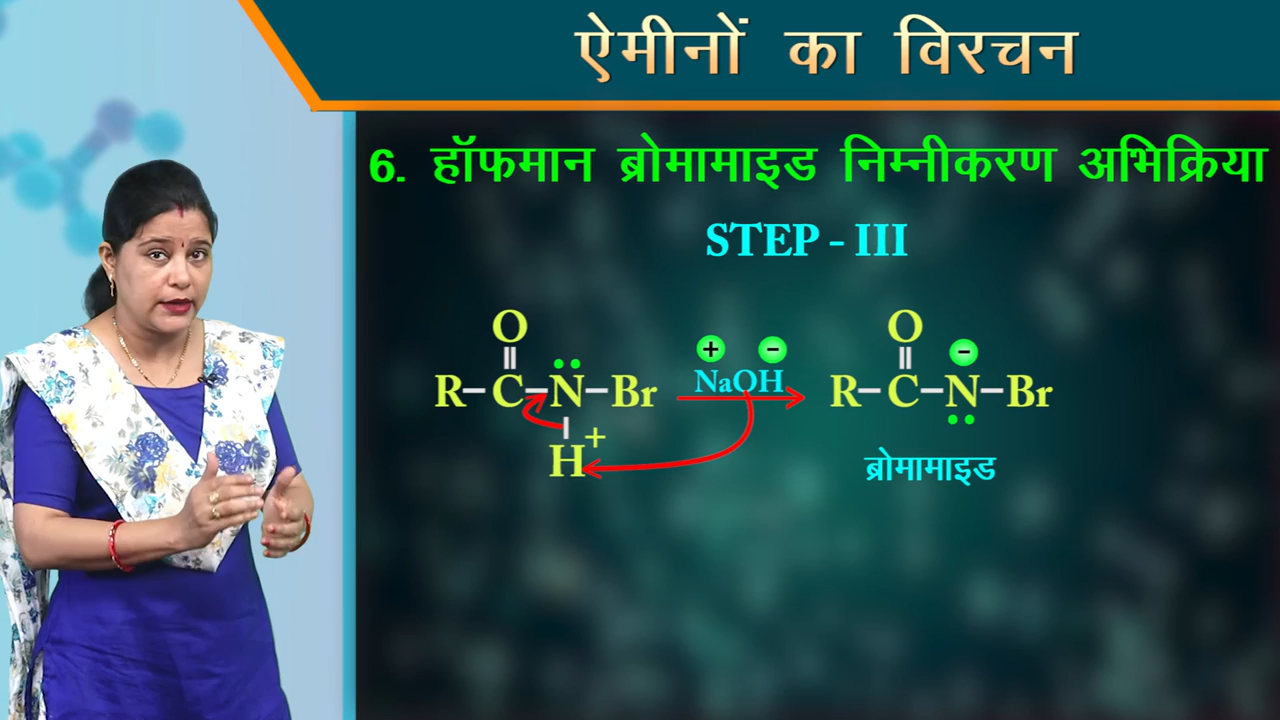 ऐमीनों का विरचन
6. हॉफमान ब्रोमामाइड निम्नीकरण अभिक्रिया
STEP - III
O
R–C–N–Br
H+
+ −
NaOH
O
−
R–C–N–Br
ब्रोमामाइड